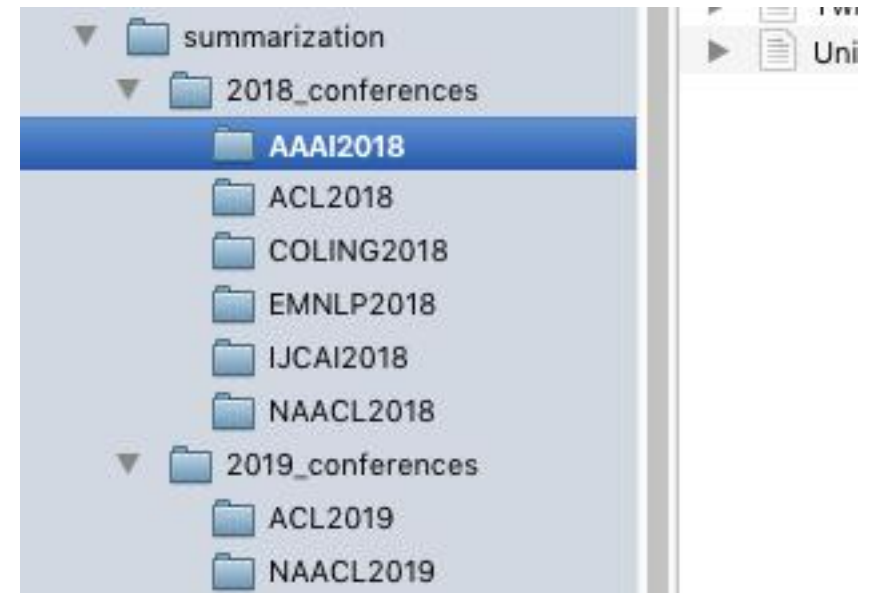 summarization
2018_conferences
AAAI2018
ACL2018
COLING2018
EMNLP2018
IJCAI2018
NAACL2018
2019_conferences
ACL2019
NAACL2019
Uni